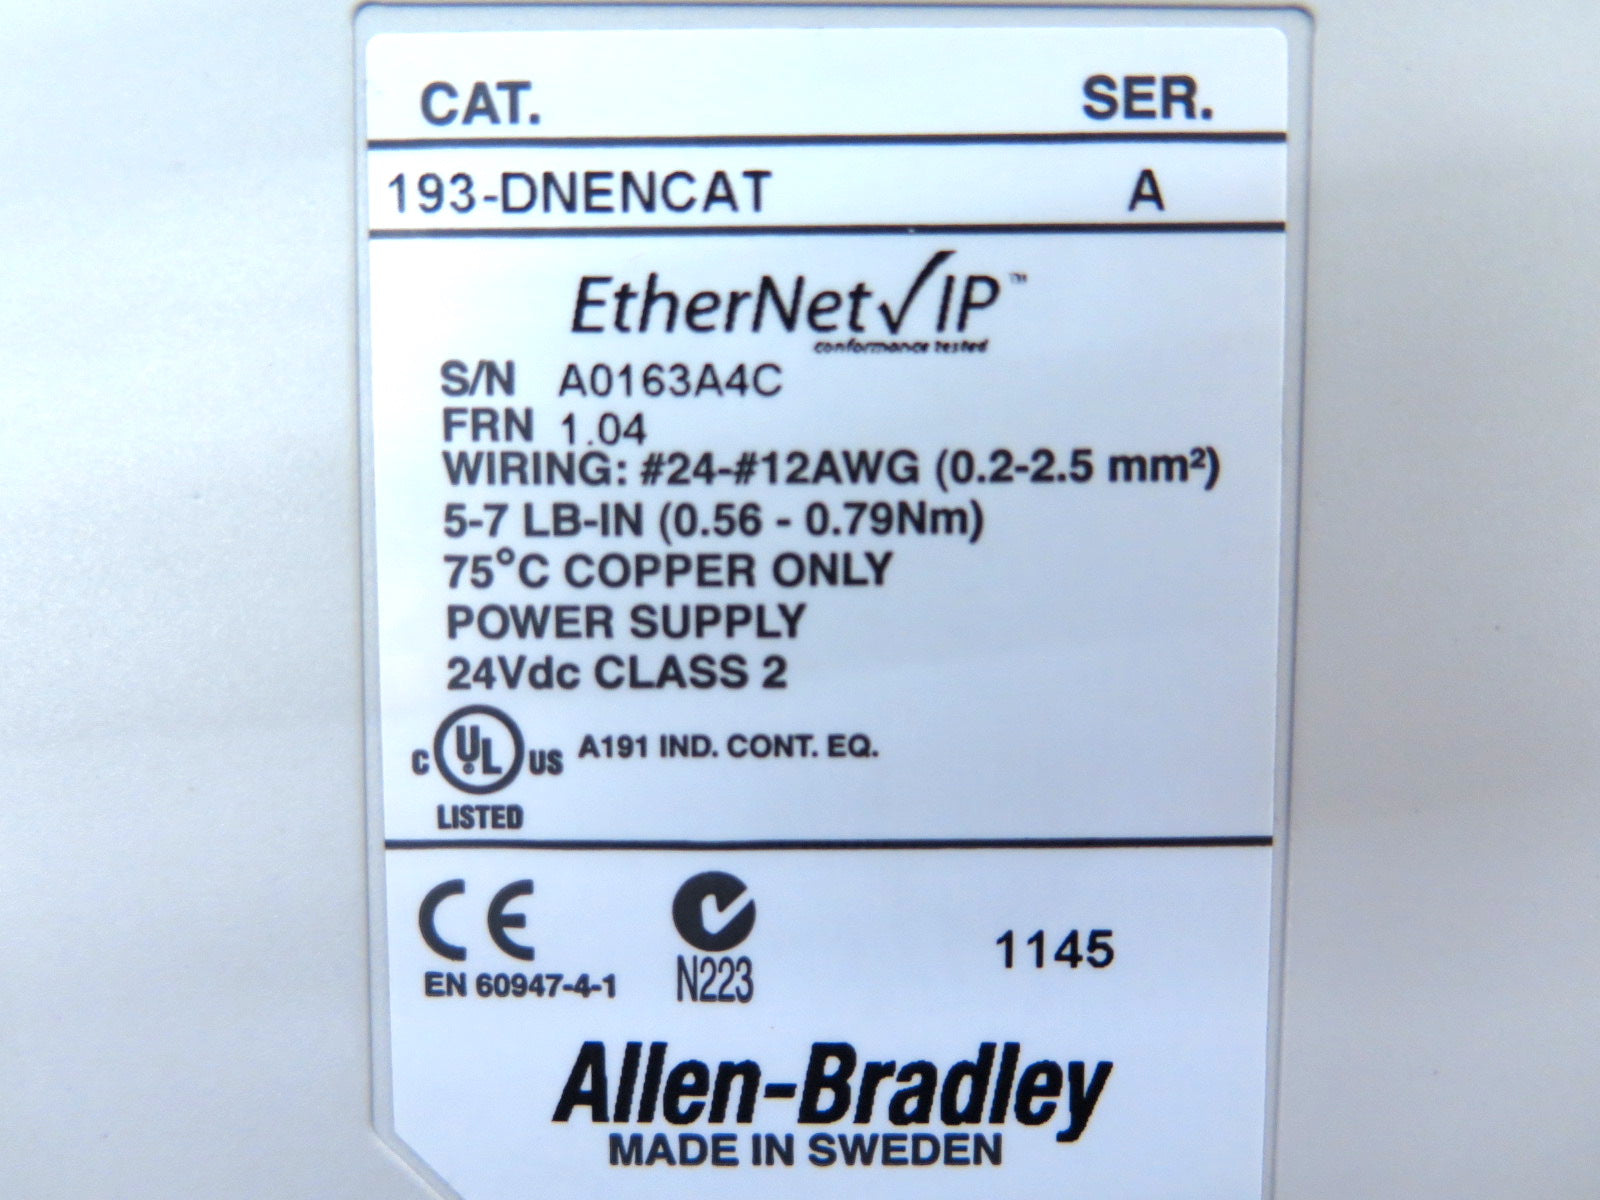 CAT. SER.
193-DNENCAT A
EtherNet/IP™
conformance tested
S/N A0163A4C
FRN 1.04
WIRING: #24-#12AWG (0.2-2.5 mm²)
5-7 LB-IN (0.56 - 0.79Nm)
75°C COPPER ONLY
POWER SUPPLY
24Vdc CLASS 2
C UL US A191 IND. CONT. EQ.
LISTED
CE
EN 60947-4-1 N223 1145
Allen-Bradley
MADE IN SWEDEN